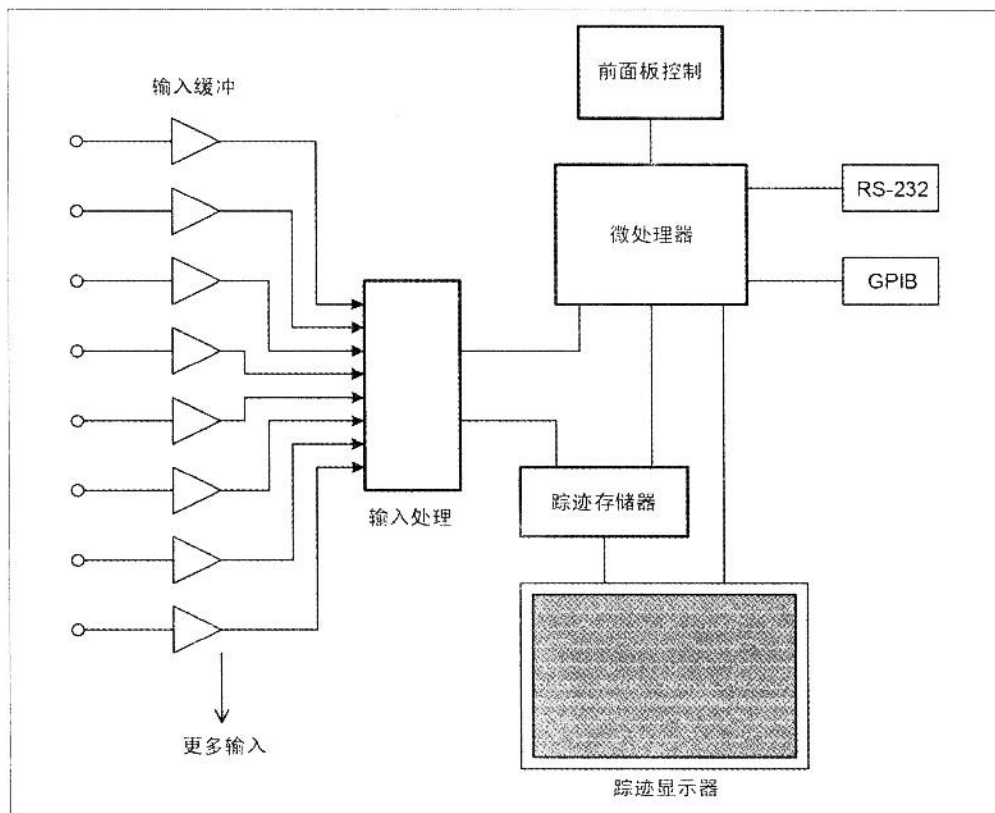 前面板控制
输入缓冲
RS-232
微处理器
GPIB
踪迹存储器
输入处理
更多输入
踪迹显示器